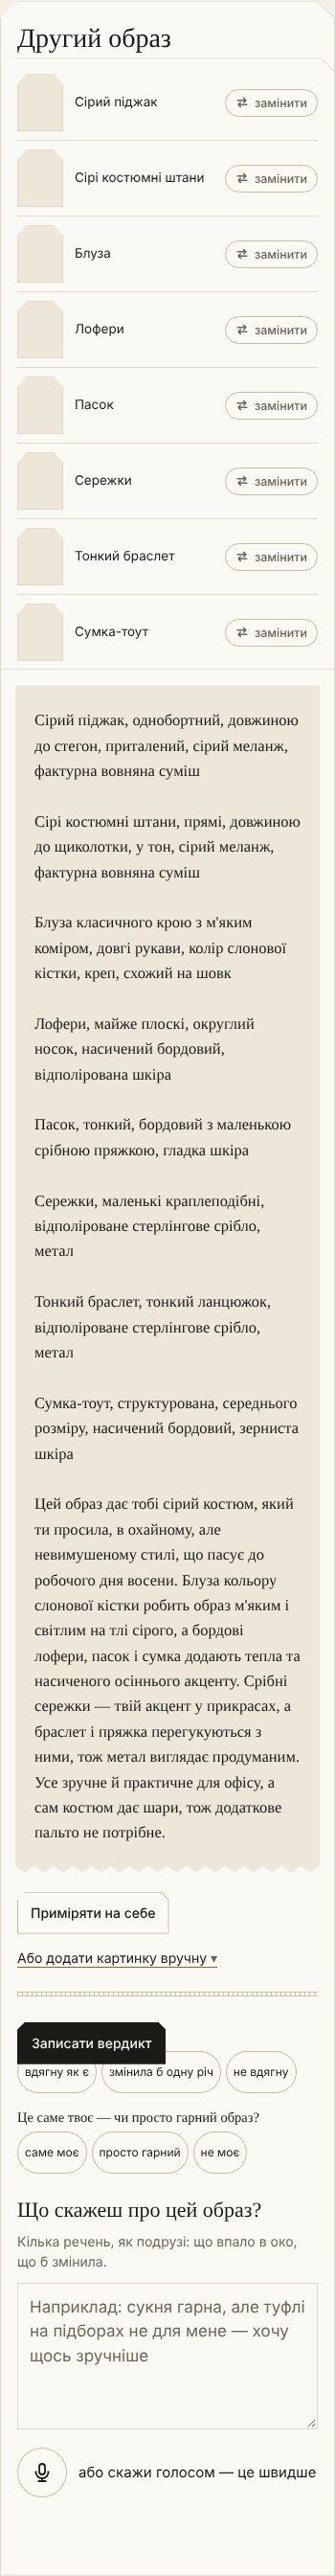 Другий образ
Сірий піджак
замінити
Сірі костюмні штани
замінити
Блуза
замінити
Лофери
замінити
Пасок
замінити
Сережки
замінити
Тонкий браслет
замінити
Сумка-тоут
замінити
Сірий піджак, однобортний, довжиною
до стегон, приталений, сірий меланж,
фактурна вовняна суміш
Сірі костюмні штани, прямі, довжиною
до щиколотки, у тон, сірий меланж,
фактурна вовняна суміш
Блуза класичного крою з м'яким
коміром, довгі рукави, колір слонової
кістки, креп, схожий на шовк
Лофери, майже плоскі, округлий
носок, насичений бордовий,
відполірована шкіра
Пасок, тонкий, бордовий з маленькою
срібною пряжкою, гладка шкіра
Сережки, маленькі краплеподібні,
відполіроване стерлінгове срібло,
метал
Тонкий браслет, тонкий ланцюжок,
відполіроване стерлінгове срібло,
метал
Сумка-тоут, структурована, середнього
розміру, насичений бордовий, зерниста
шкіра
Цей образ дає тобі сірий костюм, який
ти просила, в охайному, але
невимушеному стилі, що пасує до
робочого дня восени. Блуза кольору
слонової кістки робить образ м'яким і
світлим на тлі сірого, а бордові
лофери, пасок і сумка додають тепла та
насиченого осіннього акценту. Срібні
сережки — твій акцент у прикрасах, а
браслет і пряжка перегукуються з
ними, тож метал виглядає продуманим.
Усе зручне й практичне для офісу, а
сам костюм дає шари, тож додаткове
пальто не потрібне.
Приміряти на себе
Або додати картинку вручну ▾
Записати вердикт
вдягну як є
змінила б одну річ
не вдягну
Це саме твоє — чи просто гарний образ?
саме моє
просто гарний
не моє
Що скажеш про цей образ?
Кілька речень, як подрузі: що впало в око,
що б змінила.
Наприклад: сукня гарна, але туфлі
на підборах не для мене — хочу
щось зручніше
або скажи голосом — це швидше